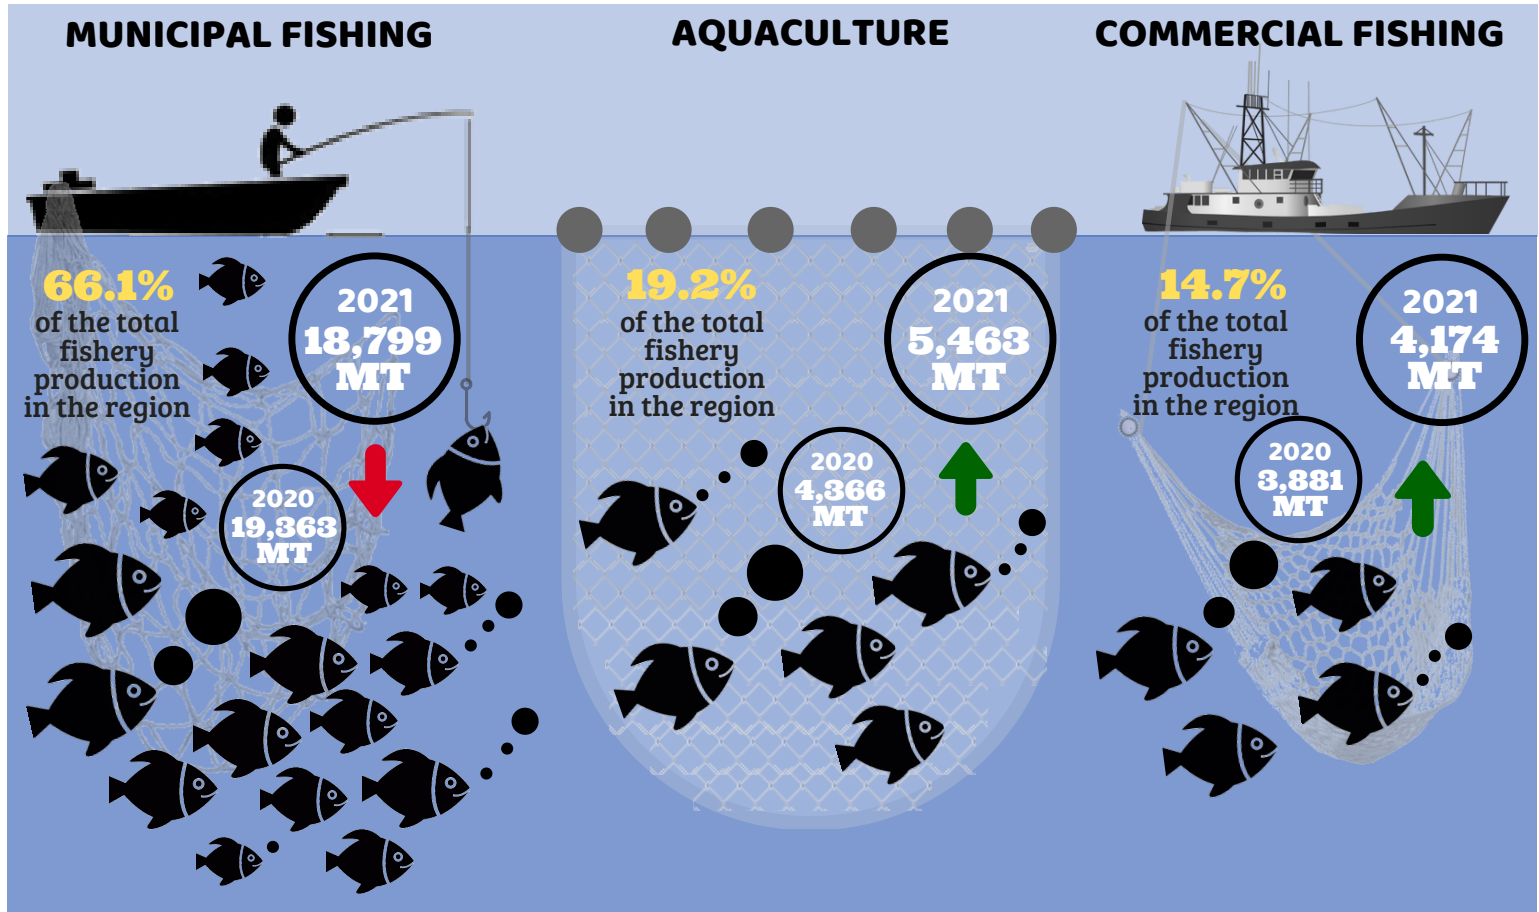 MUNICIPAL FISHING
66.1%
of the total
fishery
production
in the region
2021
18,799
MT
2020
19,363
MT
AQUACULTURE
19.2%
of the total
fishery
production
in the region
2021
5,463
MT
2020
4,366
MT
COMMERCIAL FISHING
14.7%
of the total
fishery
production
in the region
2021
4,174
MT
2020
3,881
MT